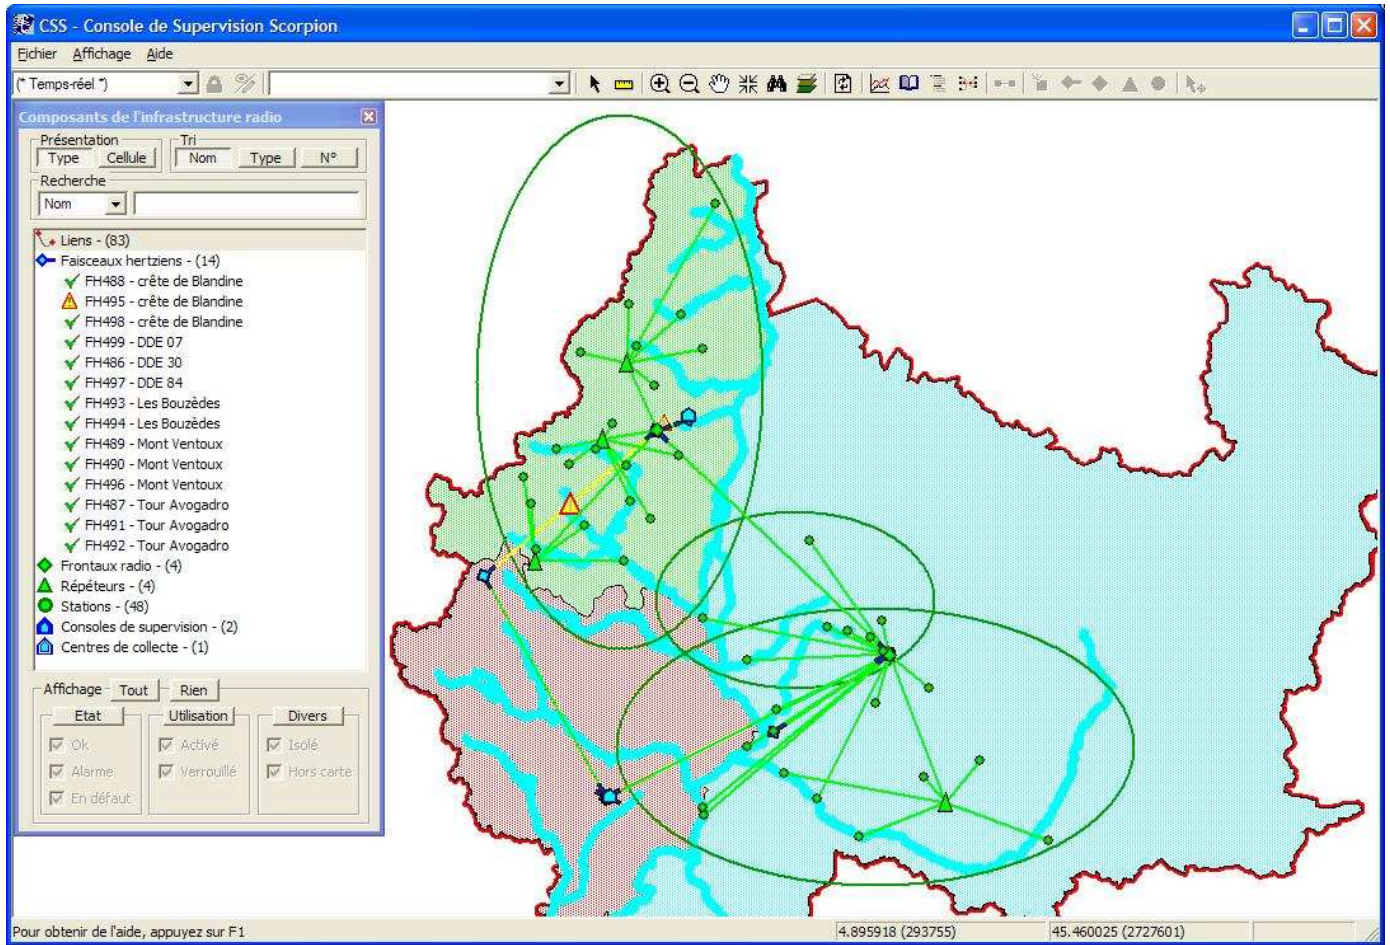 CSS - Console de Supervision Scorpion
Fichier Affichage Aide
(* Temps-réel *)
Composants de l'infrastructure radio
Présentation
Type Cellule
Tri
Nom Type N°
Recherche
Nom
Liens - (83)
Faisceaux hertziens - (14)
FH488 - crête de Blandine
FH495 - crête de Blandine
FH498 - crête de Blandine
FH499 - DDE 07
FH486 - DDE 30
FH497 - DDE 84
FH493 - Les Bouzèdes
FH494 - Les Bouzèdes
FH489 - Mont Ventoux
FH490 - Mont Ventoux
FH496 - Mont Ventoux
FH487 - Tour Avogadro
FH491 - Tour Avogadro
FH492 - Tour Avogadro
Frontaux radio - (4)
Répéteurs - (4)
Stations - (48)
Consoles de supervision - (2)
Centres de collecte - (1)
Affichage Tout Rien
Etat Utilisation Divers
Ok Activé Isolé
Alarme Verrouillé Hors carte
En défaut
Pour obtenir de l'aide, appuyez sur F1 4.895918 (293755) 45.460025 (2727601)